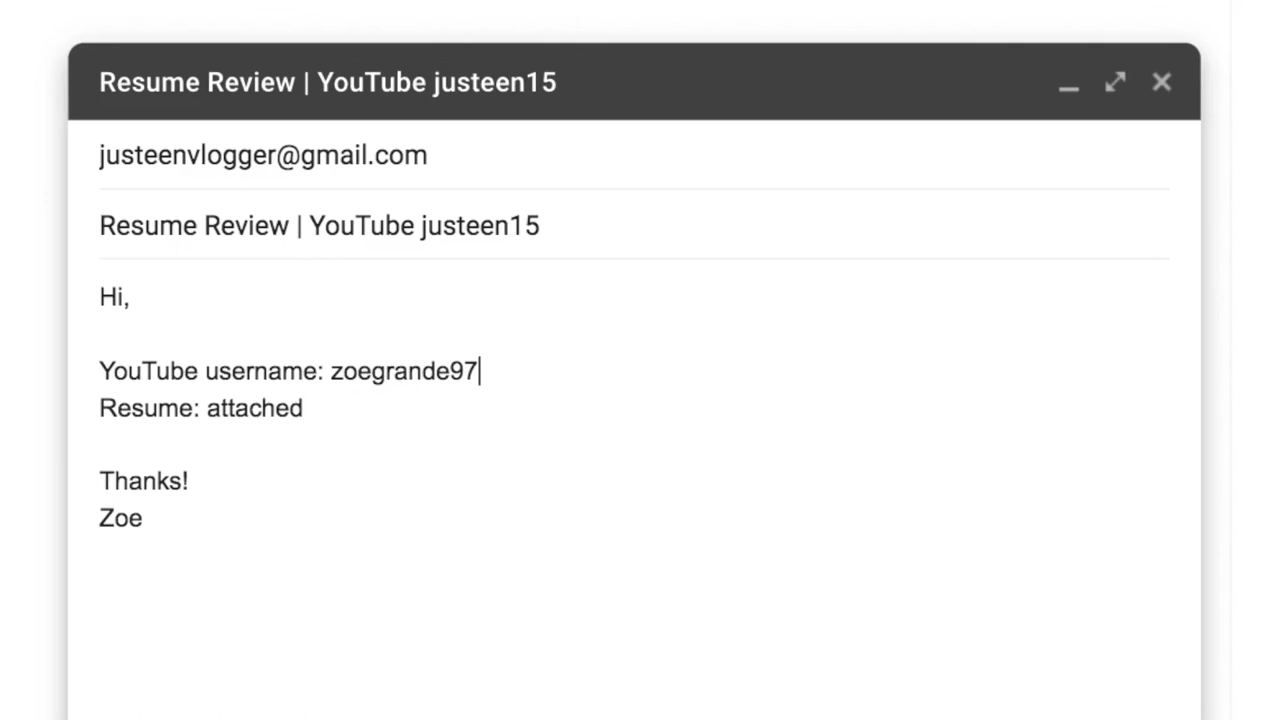 Resume Review | YouTube justeen15
justeenvlogger@gmail.com
Resume Review | YouTube justeen15
Hi,
YouTube username: zoegrande97
Resume: attached
Thanks!
Zoe